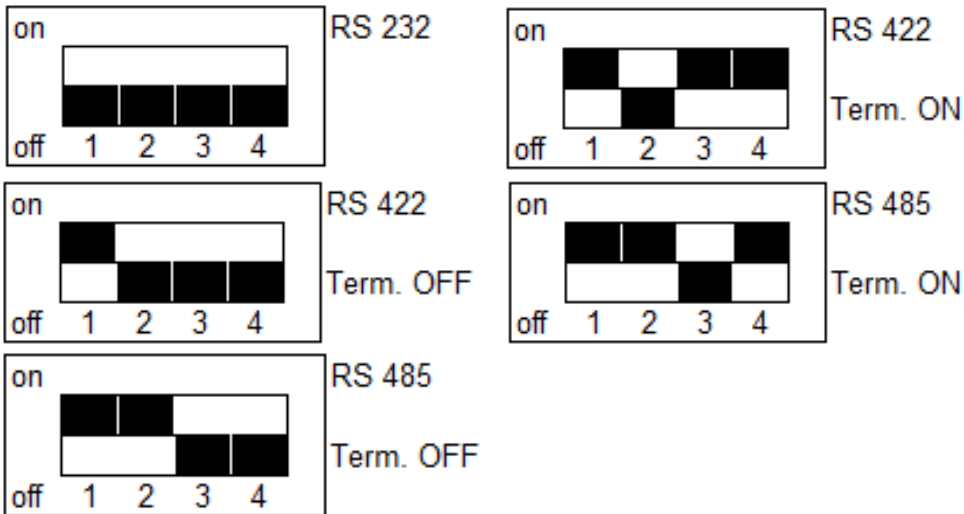 on
RS 232
off 1 2 3 4
on
RS 422
Term. ON
off 1 2 3 4
on
RS 422
Term. OFF
off 1 2 3 4
on
RS 485
Term. ON
off 1 2 3 4
on
RS 485
Term. OFF
off 1 2 3 4